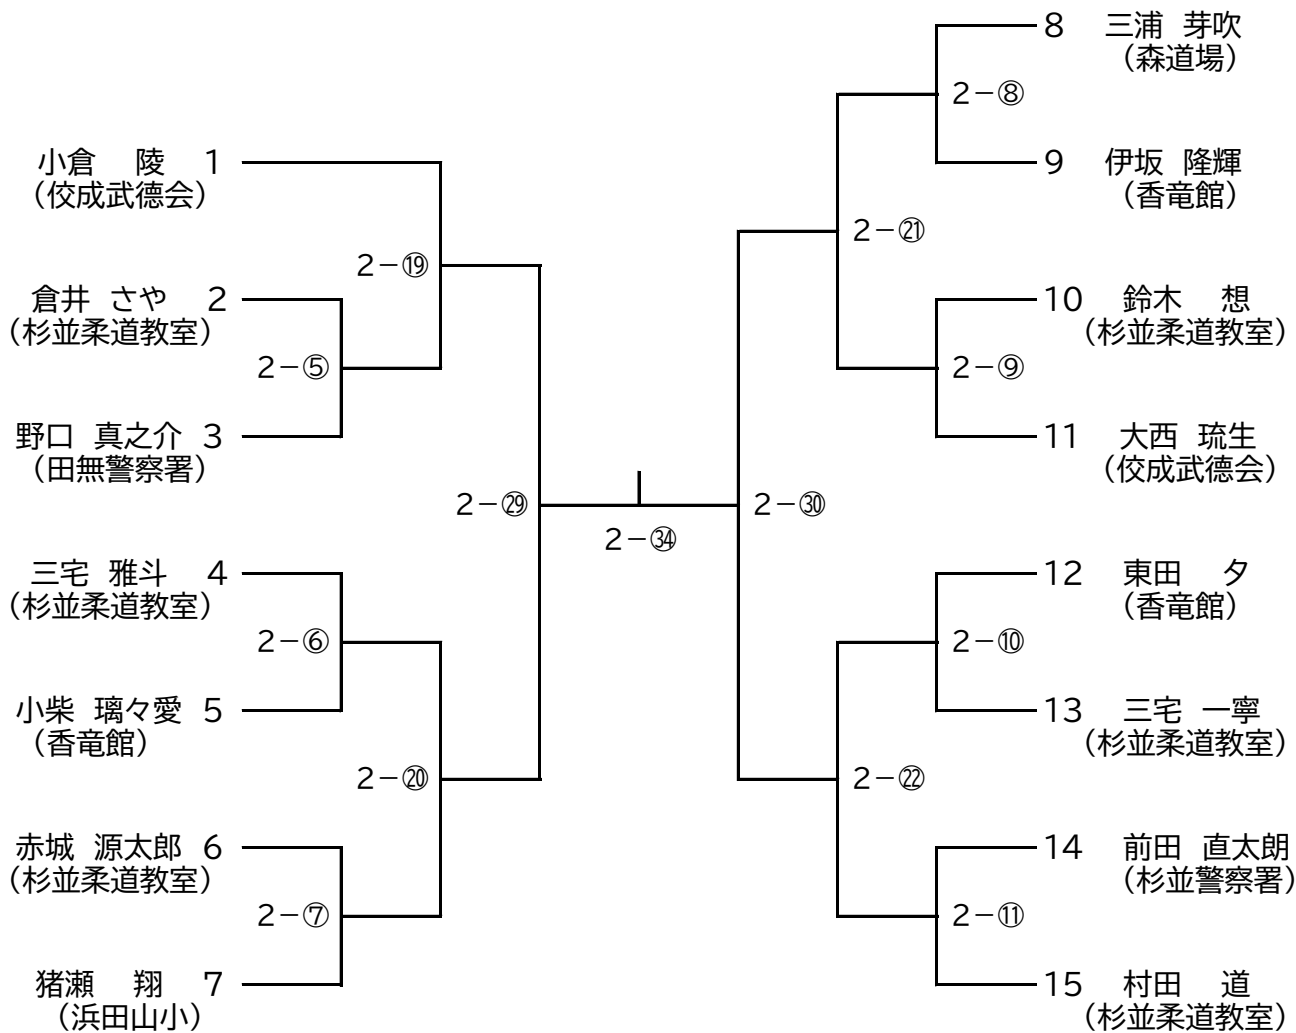 小倉 陵 1
（佼成武德会）
倉井 さや 2
（杉並柔道教室）
野口 真之介 3
（田無警察署）
三宅 雅斗 4
（杉並柔道教室）
小柴 璃々愛 5
（香竜館）
赤城 源太郎 6
（杉並柔道教室）
猪瀬 翔 7
（浜田山小）
2－⑤
2－⑥
2－⑦
2－⑲
2－⑳
2－㉙
2－㉞
2－㉚
2－㉑
2－㉒
2－⑧
2－⑨
2－⑩
2－⑪
8 三浦 芽吹
（森道場）
9 伊坂 隆輝
（香竜館）
10 鈴木 想
（杉並柔道教室）
11 大西 琉生
（佼成武德会）
12 東田 夕
（香竜館）
13 三宅 一寧
（杉並柔道教室）
14 前田 直太朗
（杉並警察署）
15 村田 道
（杉並柔道教室）